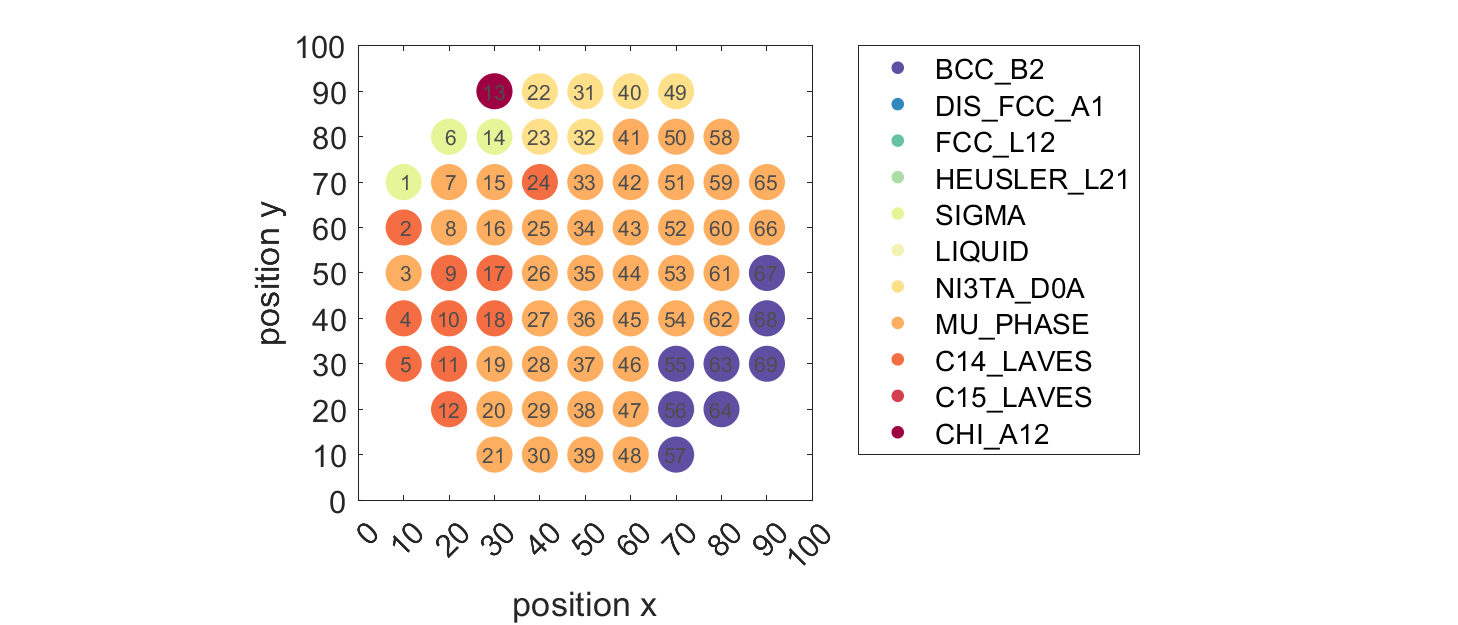 100
90
80
70
60
50
40
30
20
10
0
position y
13 22 31 40 49
6 14 23 32 41 50 58
1 7 15 24 33 42 51 59 65
2 8 16 25 34 43 52 60 66
3 9 17 26 35 44 53 61 67
4 10 18 27 36 45 54 62 68
5 11 19 28 37 46 55 63 69
12 20 29 38 47 56 64
21 30 39 48 57
0 10 20 30 40 50 60 70 80 90 100
position x
BCC_B2
DIS_FCC_A1
FCC_L12
HEUSLER_L21
SIGMA
LIQUID
NI3TA_D0A
MU_PHASE
C14_LAVES
C15_LAVES
CHI_A12